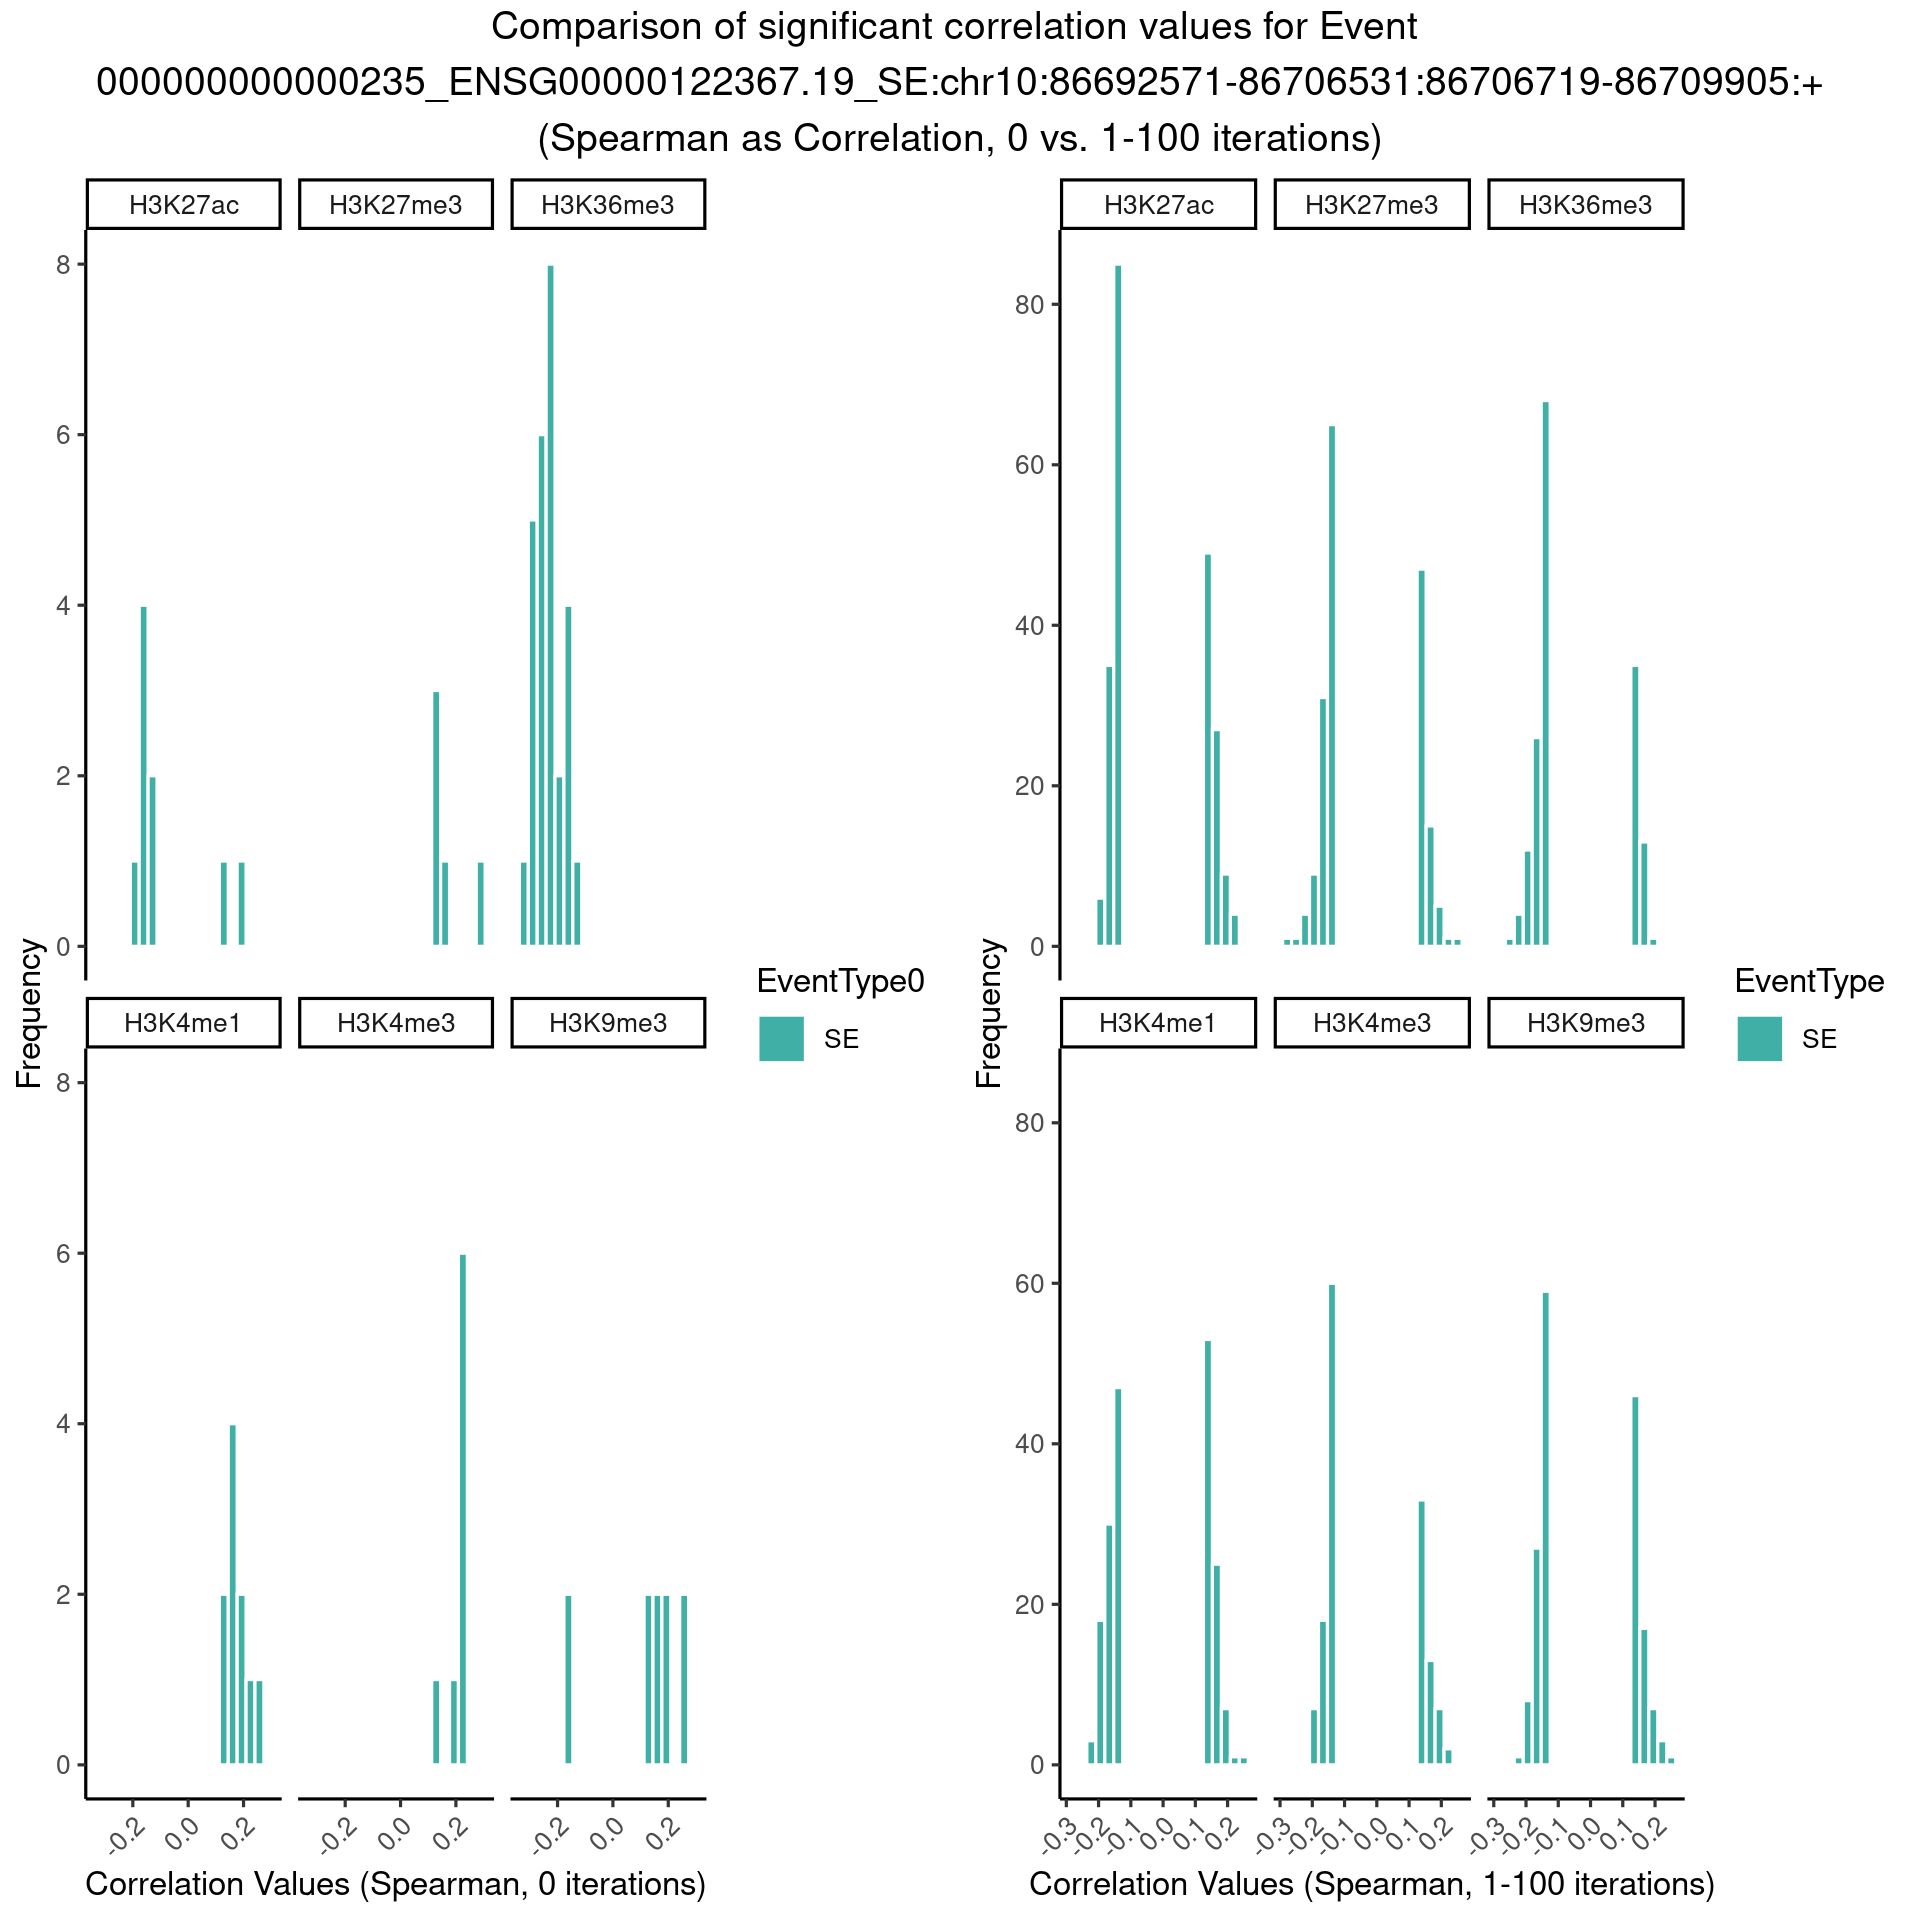 Comparison of significant correlation values for Event
000000000000235_ENSG00000122367.19_SE:chr10:86692571-86706531:86706719-86709905:+
(Spearman as Correlation, 0 vs. 1-100 iterations)
H3K27ac H3K27me3 H3K36me3
8
6
4
2
0
H3K4me1 H3K4me3 H3K9me3
8
6
4
2
0
-0.2 0.0 0.2 -0.2 0.0 0.2 -0.2 0.0 0.2
Frequency
Correlation Values (Spearman, 0 iterations)
EventType0
SE
H3K27ac H3K27me3 H3K36me3
80
60
40
20
0
H3K4me1 H3K4me3 H3K9me3
80
60
40
20
0
-0.3 -0.2 -0.1 0.0 0.1 0.2 -0.3 -0.2 -0.1 0.0 0.1 0.2 -0.3 -0.2 -0.1 0.0 0.1 0.2
Frequency
Correlation Values (Spearman, 1-100 iterations)
EventType
SE